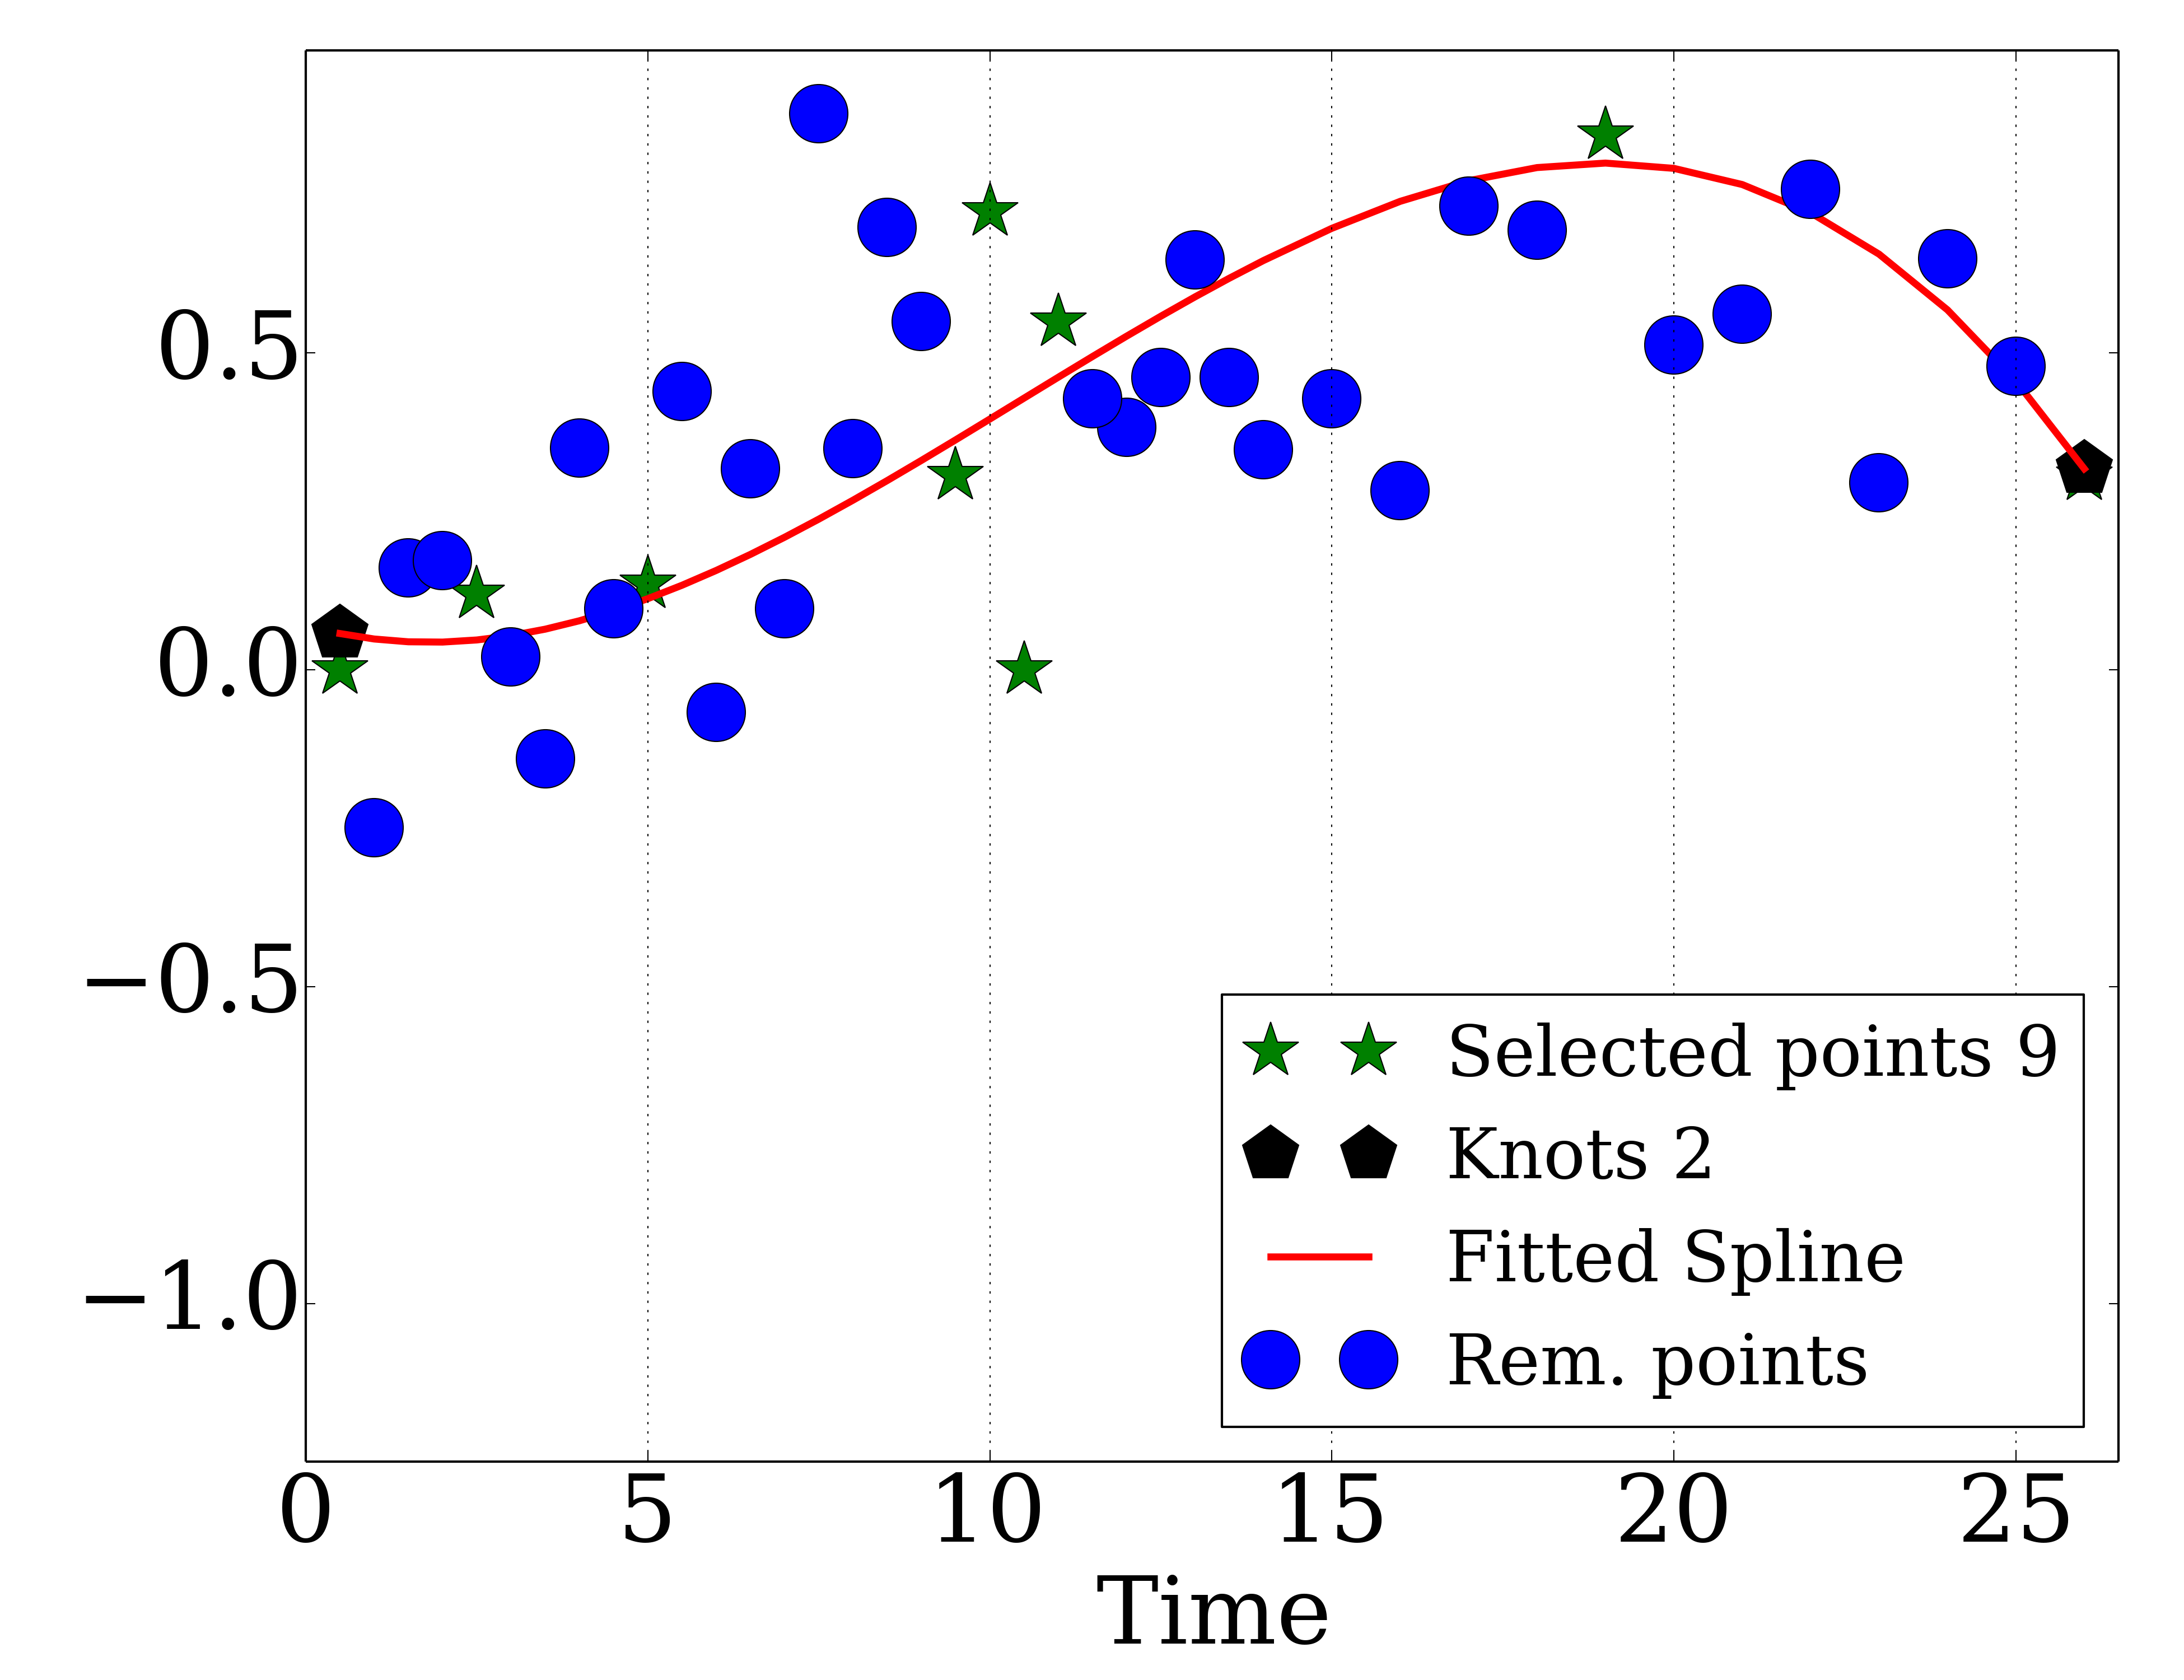 0.5
0.0
−0.5
−1.0
Selected points 9
Knots 2
Fitted Spline
Rem. points
0 5 10 15 20 25
Time